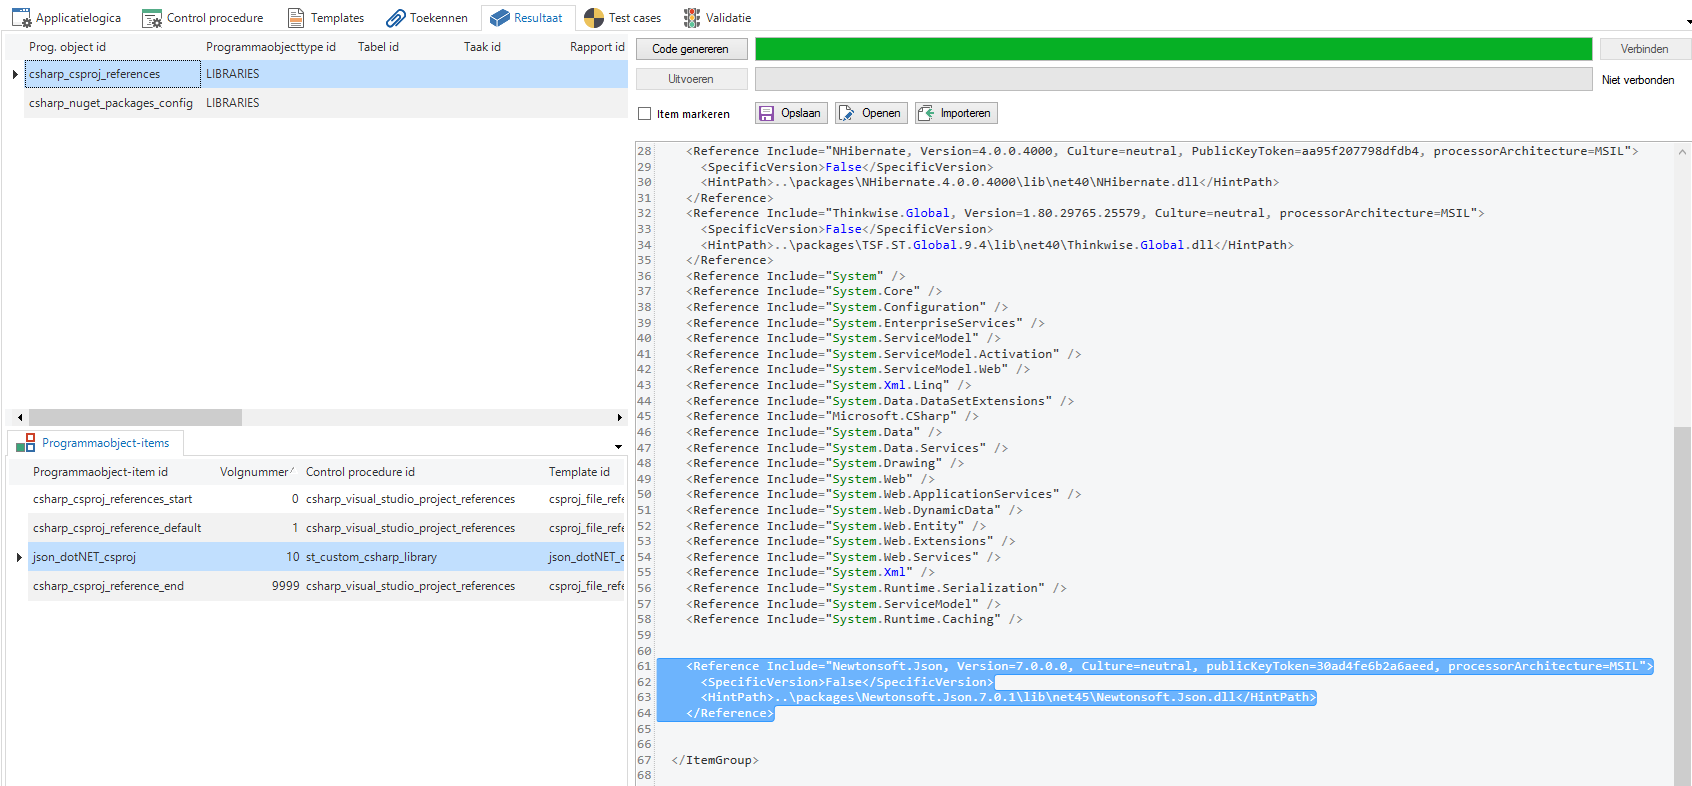 Applicatielogica Control procedure Templates Toekennen Resultaat Test cases Validatie
Prog. object id Programmaobjecttype id Tabel id Taak id Rapport id
csharp_csproj_references LIBRARIES
csharp_nuget_packages_config LIBRARIES
Programmaobject-items
Programmaobject-item id Volgnummer Control procedure id Template id
csharp_csproj_references_start 0 csharp_visual_studio_project_references csproj_file_refe
csharp_csproj_reference_default 1 csharp_visual_studio_project_references csproj_file_refe
json_dotNET_csproj 10 st_custom_csharp_library json_dotNET_c
csharp_csproj_reference_end 9999 csharp_visual_studio_project_references csproj_file_refe
Code genereren Verbinden
Uitvoeren Niet verbonden
Item markeren Opslaan Openen Importeren
28 <Reference Include="NHibernate, Version=4.0.0.4000, Culture=neutral, PublicKeyToken=aa95f207798dfdb4, processorArchitecture=MSIL">
29 <SpecificVersion>False</SpecificVersion>
30 <HintPath>..\packages\NHibernate.4.0.0.4000\lib\net40\NHibernate.dll</HintPath>
31 </Reference>
32 <Reference Include="Thinkwise.Global, Version=1.80.29765.25579, Culture=neutral, processorArchitecture=MSIL">
33 <SpecificVersion>False</SpecificVersion>
34 <HintPath>..\packages\TSF.ST.Global.9.4\lib\net40\Thinkwise.Global.dll</HintPath>
35 </Reference>
36 <Reference Include="System" />
37 <Reference Include="System.Core" />
38 <Reference Include="System.Configuration" />
39 <Reference Include="System.EnterpriseServices" />
40 <Reference Include="System.ServiceModel" />
41 <Reference Include="System.ServiceModel.Activation" />
42 <Reference Include="System.ServiceModel.Web" />
43 <Reference Include="System.Xml.Linq" />
44 <Reference Include="System.Data.DataSetExtensions" />
45 <Reference Include="Microsoft.CSharp" />
46 <Reference Include="System.Data" />
47 <Reference Include="System.Data.Services" />
48 <Reference Include="System.Drawing" />
49 <Reference Include="System.Web" />
50 <Reference Include="System.Web.ApplicationServices" />
51 <Reference Include="System.Web.DynamicData" />
52 <Reference Include="System.Web.Entity" />
53 <Reference Include="System.Web.Extensions" />
54 <Reference Include="System.Web.Services" />
55 <Reference Include="System.Xml" />
56 <Reference Include="System.Runtime.Serialization" />
57 <Reference Include="System.ServiceModel" />
58 <Reference Include="System.Runtime.Caching" />
59
60
61 <Reference Include="Newtonsoft.Json, Version=7.0.0.0, Culture=neutral, publicKeyToken=30ad4fe6b2a6aeed, processorArchitecture=MSIL">
62 <SpecificVersion>False</SpecificVersion>
63 <HintPath>..\packages\Newtonsoft.Json.7.0.1\lib\net45\Newtonsoft.Json.dll</HintPath>
64 </Reference>
65
66
67 </ItemGroup>
68